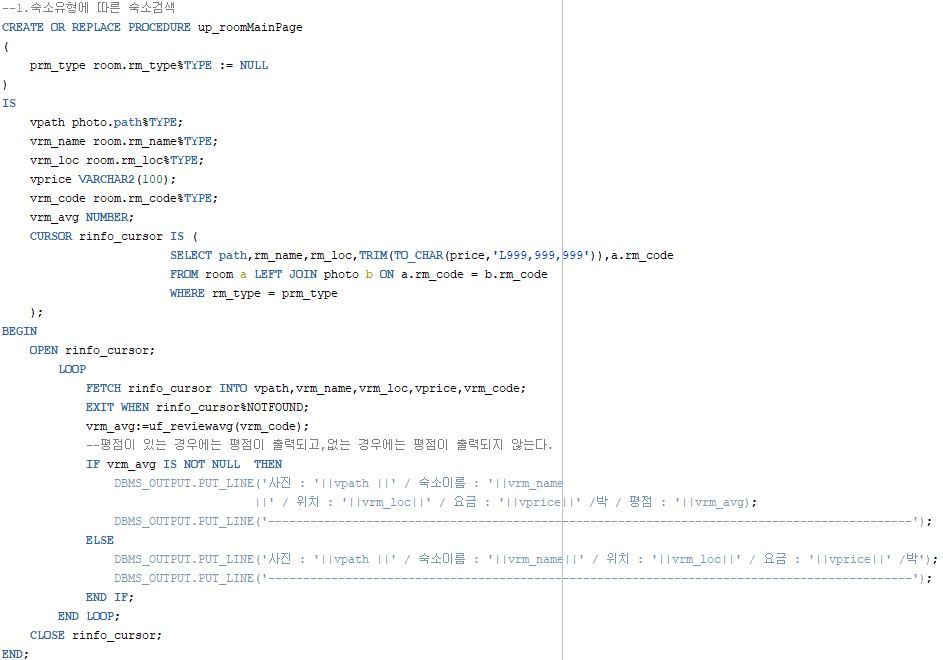 --1.숙소유형에 따른 숙소검색
CREATE OR REPLACE PROCEDURE up_roomMainPage
(
    prm_type room.rm_type%TYPE := NULL
)
IS
    vpath photo.path%TYPE;
    vrm_name room.rm_name%TYPE;
    vrm_loc room.rm_loc%TYPE;
    vprice VARCHAR2(100);
    vrm_code room.rm_code%TYPE;
    vrm_avg NUMBER;
    CURSOR rinfo_cursor IS (
                        SELECT path,rm_name,rm_loc,TRIM(TO_CHAR(price,'L999,999,999')),a.rm_code
                        FROM room a LEFT JOIN photo b ON a.rm_code = b.rm_code
                        WHERE rm_type = prm_type
    );
BEGIN
    OPEN rinfo_cursor;
        LOOP
            FETCH rinfo_cursor INTO vpath,vrm_name,vrm_loc,vprice,vrm_code;
            EXIT WHEN rinfo_cursor%NOTFOUND;
            vrm_avg:=uf_reviewavg(vrm_code);
            --평점이 있는 경우에는 평점이 출력되고,없는 경우에는 평점이 출력되지 않는다.
            IF vrm_avg IS NOT NULL  THEN
                DBMS_OUTPUT.PUT_LINE('사진 : '||vpath ||' / 숙소이름 : '||vrm_name
                                    ||' / 위치 : '||vrm_loc||' / 요금 : '||vprice||' /박 / 평점 : '||vrm_avg);
                DBMS_OUTPUT.PUT_LINE('--------------------------------------------------------------------------------------------');
            ELSE
                DBMS_OUTPUT.PUT_LINE('사진 : '||vpath ||' / 숙소이름 : '||vrm_name||' / 위치 : '||vrm_loc||' / 요금 : '||vprice||' /박');
                DBMS_OUTPUT.PUT_LINE('--------------------------------------------------------------------------------------------');
            END IF;
        END LOOP;
    CLOSE rinfo_cursor;
END;